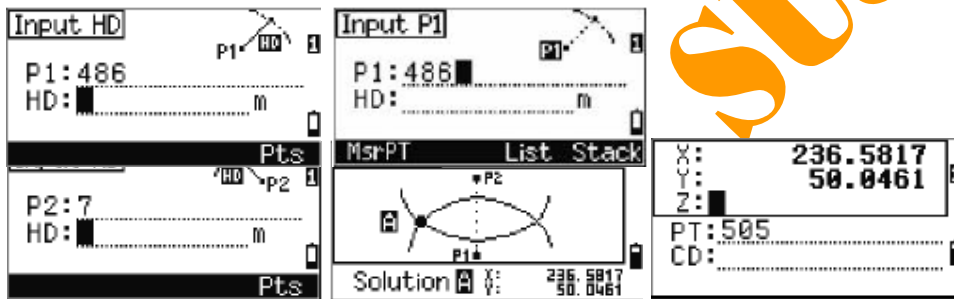 Input HD
P1 HD 1
P1:486
HD: m
Pts
Input P1
P1 1
P1:486
HD: m
MsrPT List Stack
HD P2 1
P2:7
HD: m
Pts
P2
A
P1
Solution A X: 236.5817
Y: 50.0461
X: 236.5817
Y: 50.0461
Z:
PT:505
CD:
SU